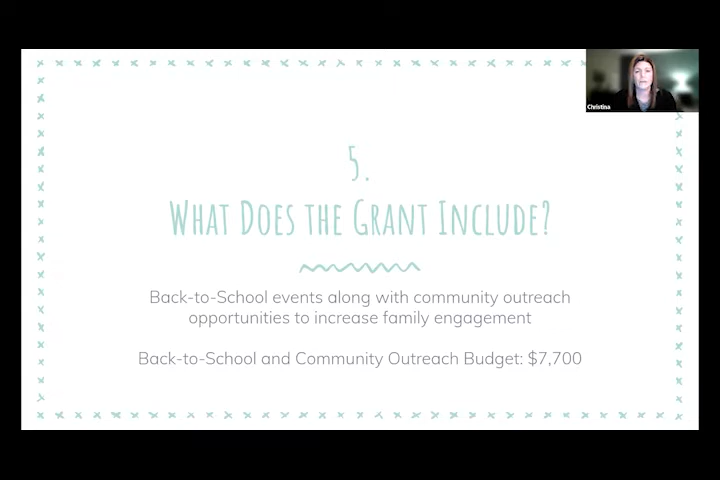 Christina
5.
What Does the Grant Include?
Back-to-School events along with community outreach
opportunities to increase family engagement
Back-to-School and Community Outreach Budget: $7,700